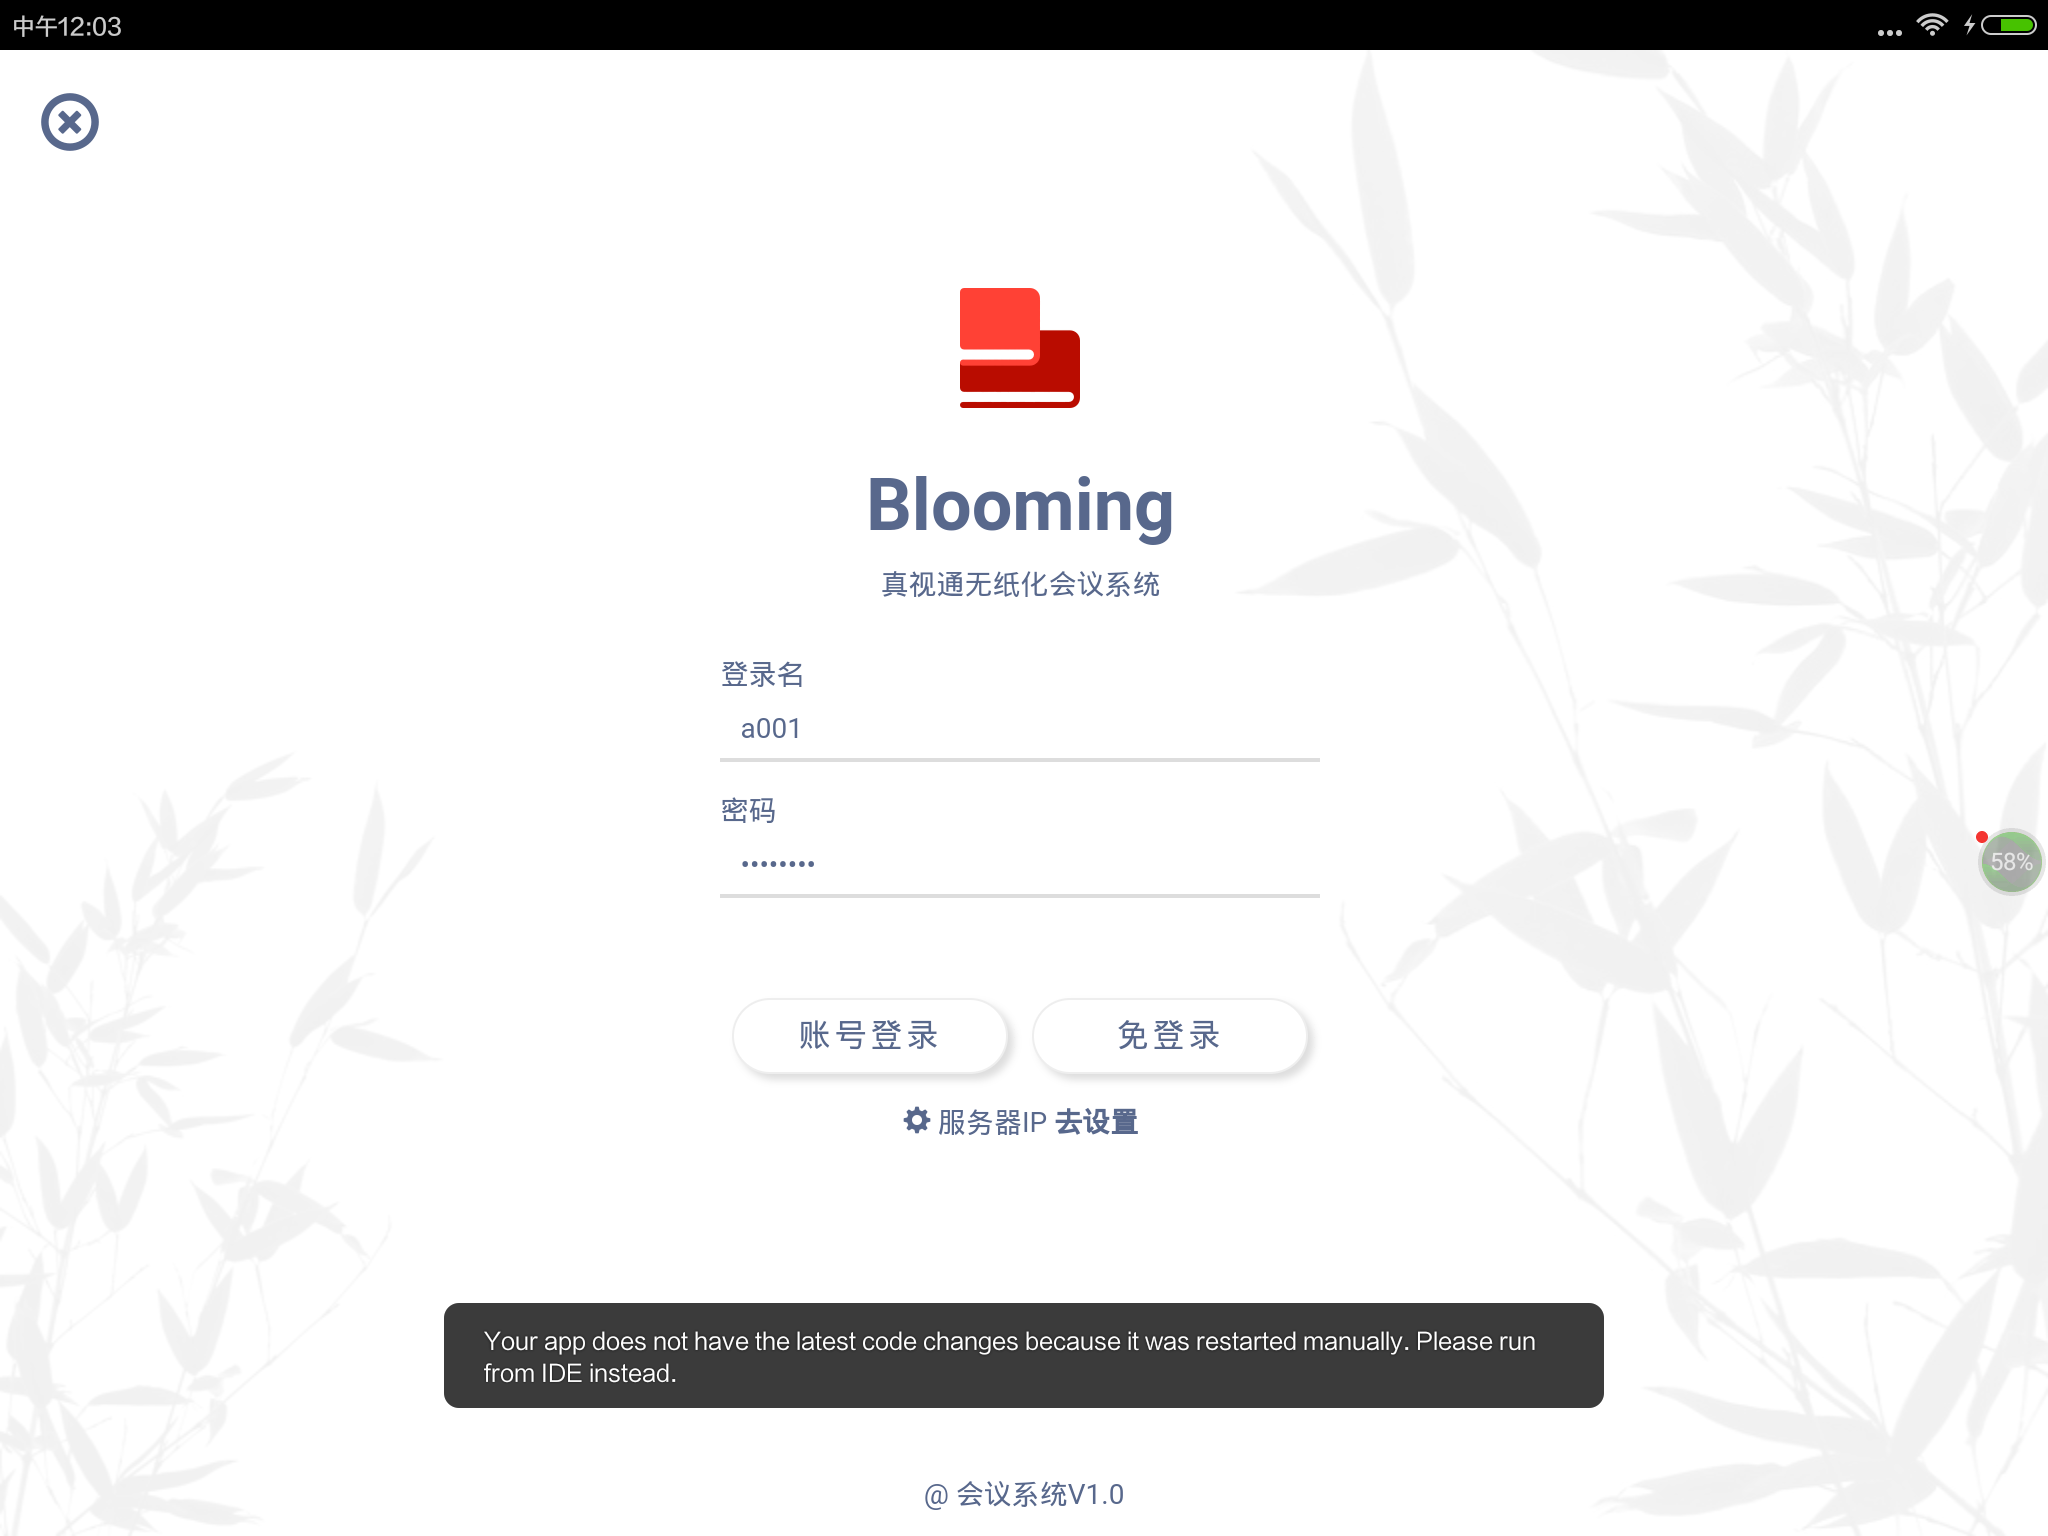 中午12:03
Blooming
真视通无纸化会议系统
登录名
a001
密码
••••••••
账号登录
免登录
服务器IP 去设置
58%
Your app does not have the latest code changes because it was restarted manually. Please run
from IDE instead.
@ 会议系统V1.0